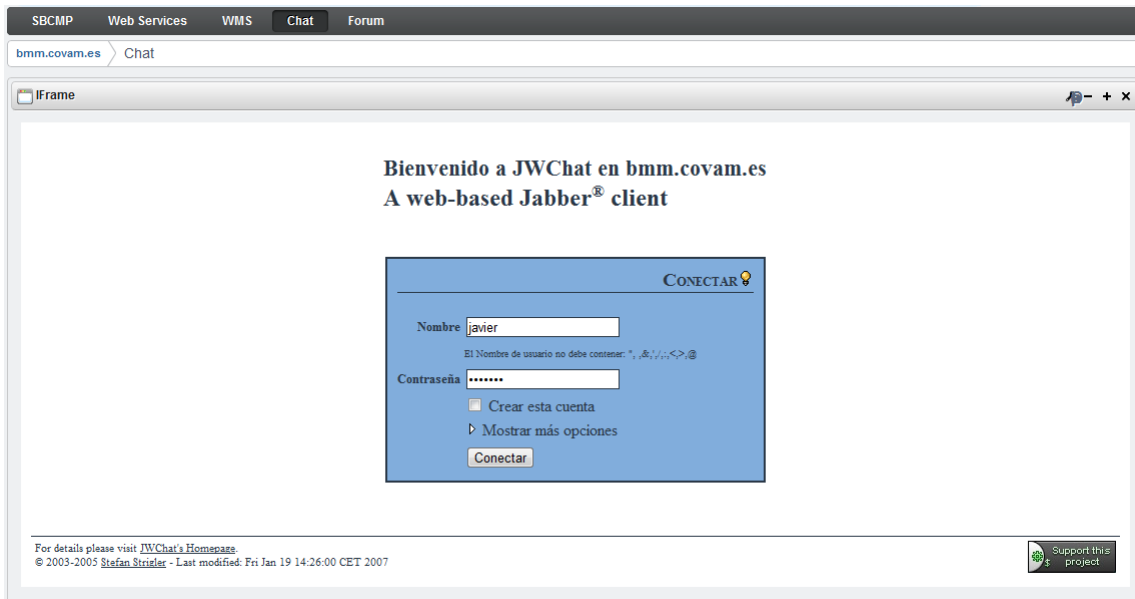 SBCMP Web Services WMS Chat Forum
bmm.covam.es Chat
IFrame
Bienvenido a JWChat en bmm.covam.es
A web-based Jabber® client
CONECTAR
Nombre javier
El Nombre de usuario no debe contener: ", ,&,',/,:,<,>,@
Contraseña •••••••
Crear esta cuenta
Mostrar más opciones
Conectar
For details please visit JWChat's Homepage.
© 2003-2005 Stefan Strigler - Last modified: Fri Jan 19 14:26:00 CET 2007
Support this
$ project